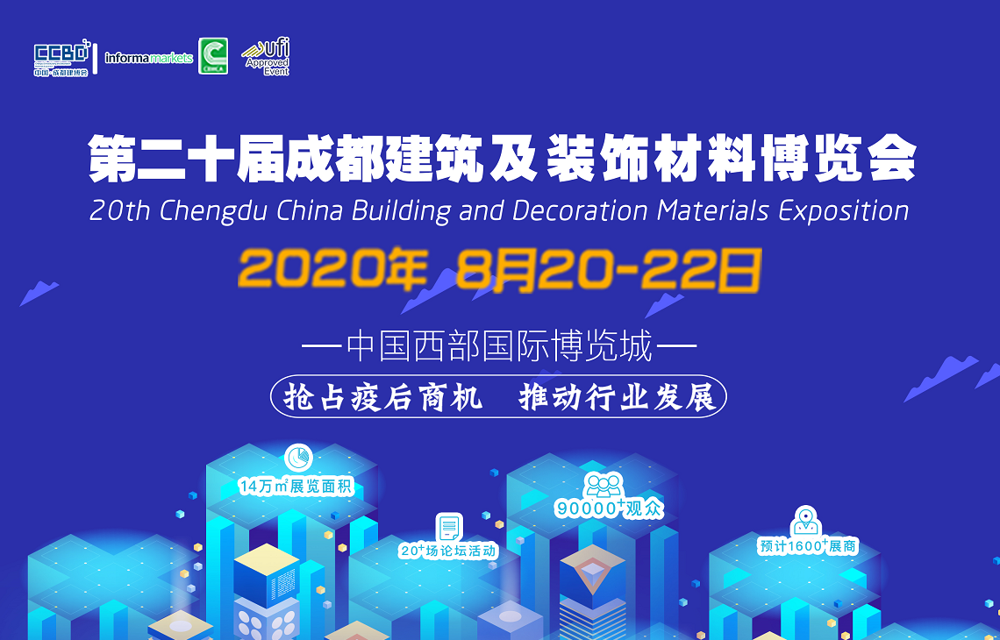 CCBD
中国·成都建博会
informa markets
CBMCA
ufi
Approved
Event
第二十届成都建筑及装饰材料博览会
20th Chengdu China Building and Decoration Materials Exposition
2020年 8月20-22日
中国西部国际博览城
抢占疫后商机 推动行业发展
14万㎡展览面积
90000+观众
20+场论坛活动
预计1600+展商